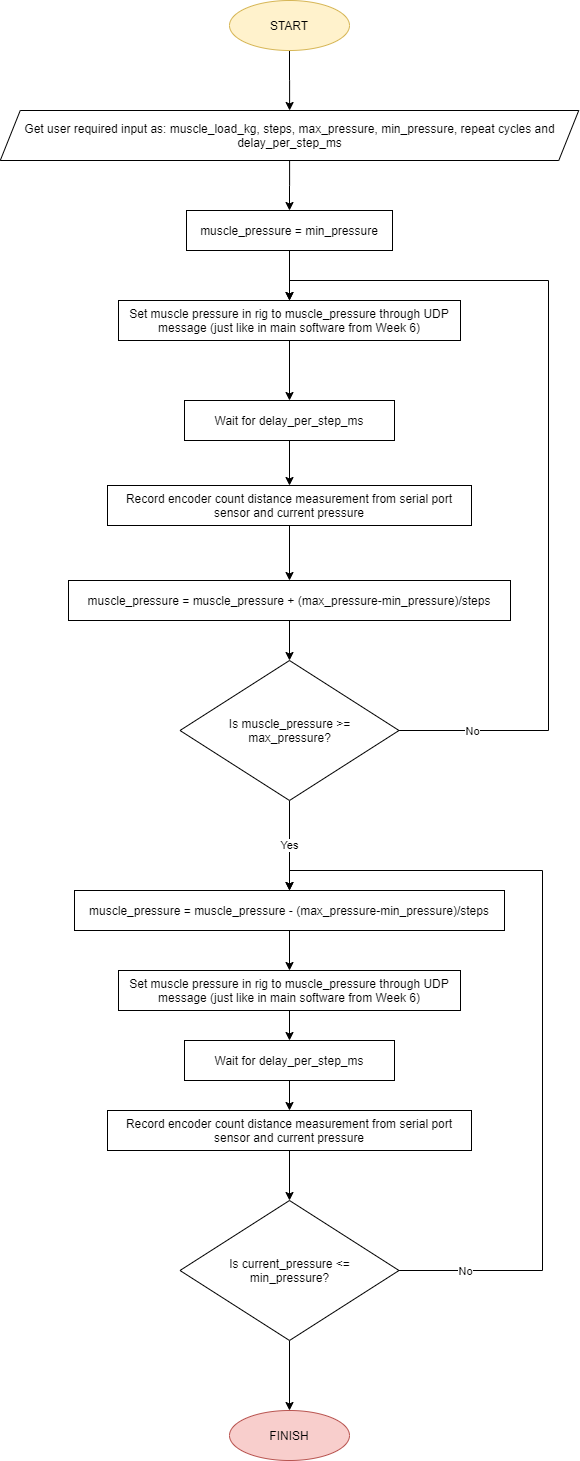 START
Get user required input as: muscle_load_kg, steps, max_pressure, min_pressure, repeat cycles and
delay_per_step_ms
muscle_pressure = min_pressure
Set muscle pressure in rig to muscle_pressure through UDP
message (just like in main software from Week 6)
Wait for delay_per_step_ms
Record encoder count distance measurement from serial port
sensor and current pressure
muscle_pressure = muscle_pressure + (max_pressure-min_pressure)/steps
Is muscle_pressure >=
max_pressure?
No
Yes
muscle_pressure = muscle_pressure - (max_pressure-min_pressure)/steps
Set muscle pressure in rig to muscle_pressure through UDP
message (just like in main software from Week 6)
Wait for delay_per_step_ms
Record encoder count distance measurement from serial port
sensor and current pressure
Is current_pressure <=
min_pressure?
No
FINISH